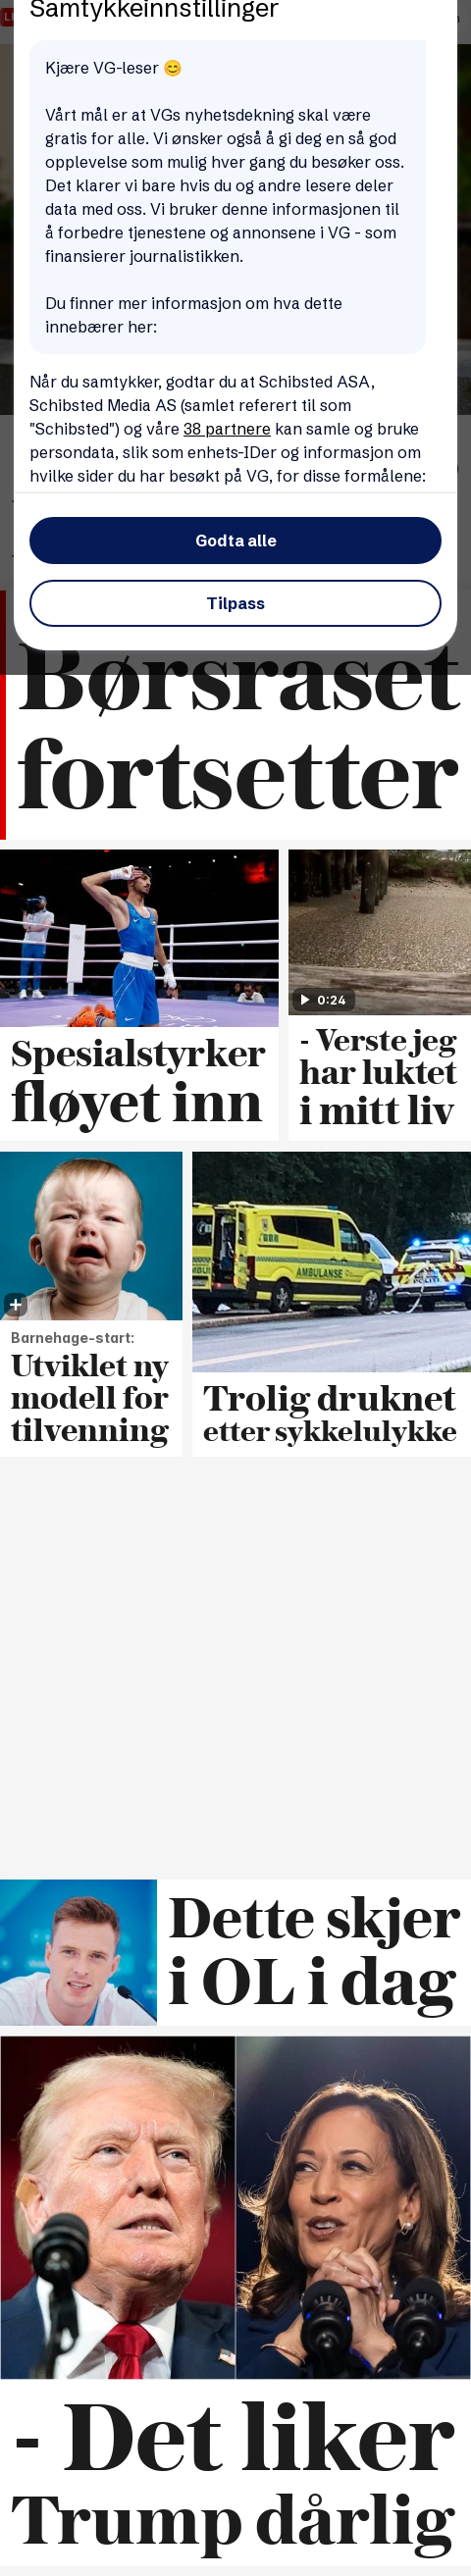 Samtykkeinnstillinger
Kjære VG-leser 😊
Vårt mål er at VGs nyhetsdekning skal være
gratis for alle. Vi ønsker også å gi deg en så god
opplevelse som mulig hver gang du besøker oss.
Det klarer vi bare hvis du og andre lesere deler
data med oss. Vi bruker denne informasjonen til
å forbedre tjenestene og annonsene i VG - som
finansierer journalistikken.
Du finner mer informasjon om hva dette
innebærer her:
Når du samtykker, godtar du at Schibsted ASA,
Schibsted Media AS (samlet referert til som
"Schibsted") og våre 38 partnere kan samle og bruke
persondata, slik som enhets-IDer og informasjon om
hvilke sider du har besøkt på VG, for disse formålene:
Godta alle
Tilpass
Børsraset
fortsetter
0:24
Spesialstyrker
fløyet inn
- Verste jeg
har luktet
i mitt liv
AMBULANSE
POLITI
Barnehage-start:
Utviklet ny
modell for
tilvenning
Trolig druknet
etter sykkelulykke
Dette skjer
i OL i dag
- Det liker
Trump dårlig